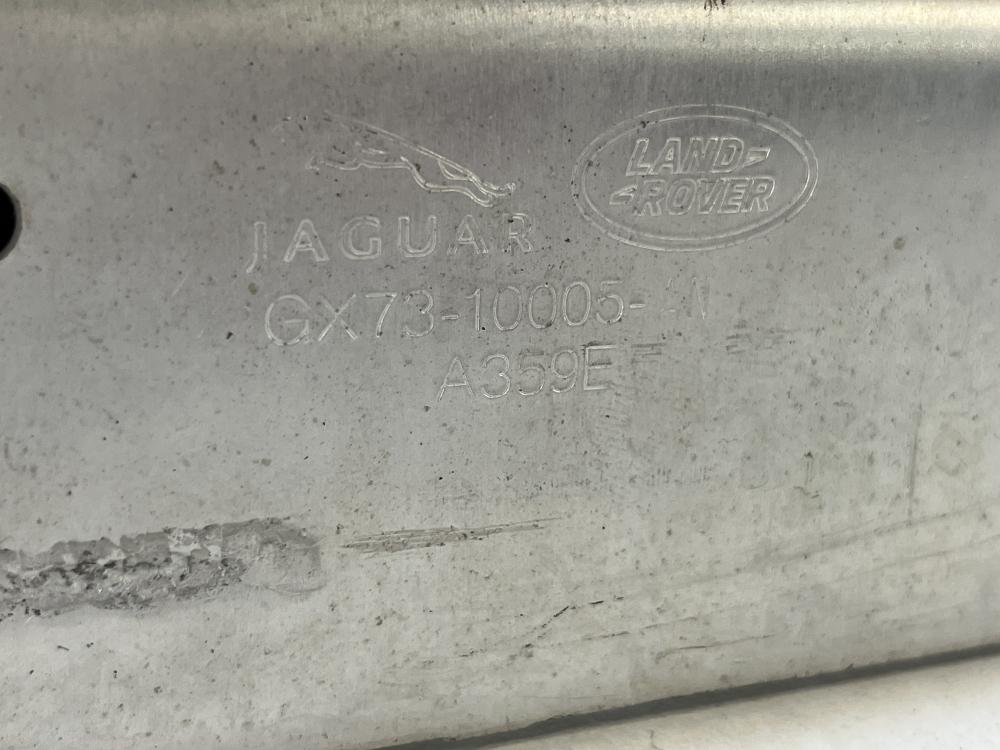 JAGUAR
LAND
ROVER
GX73-10005-
A359E